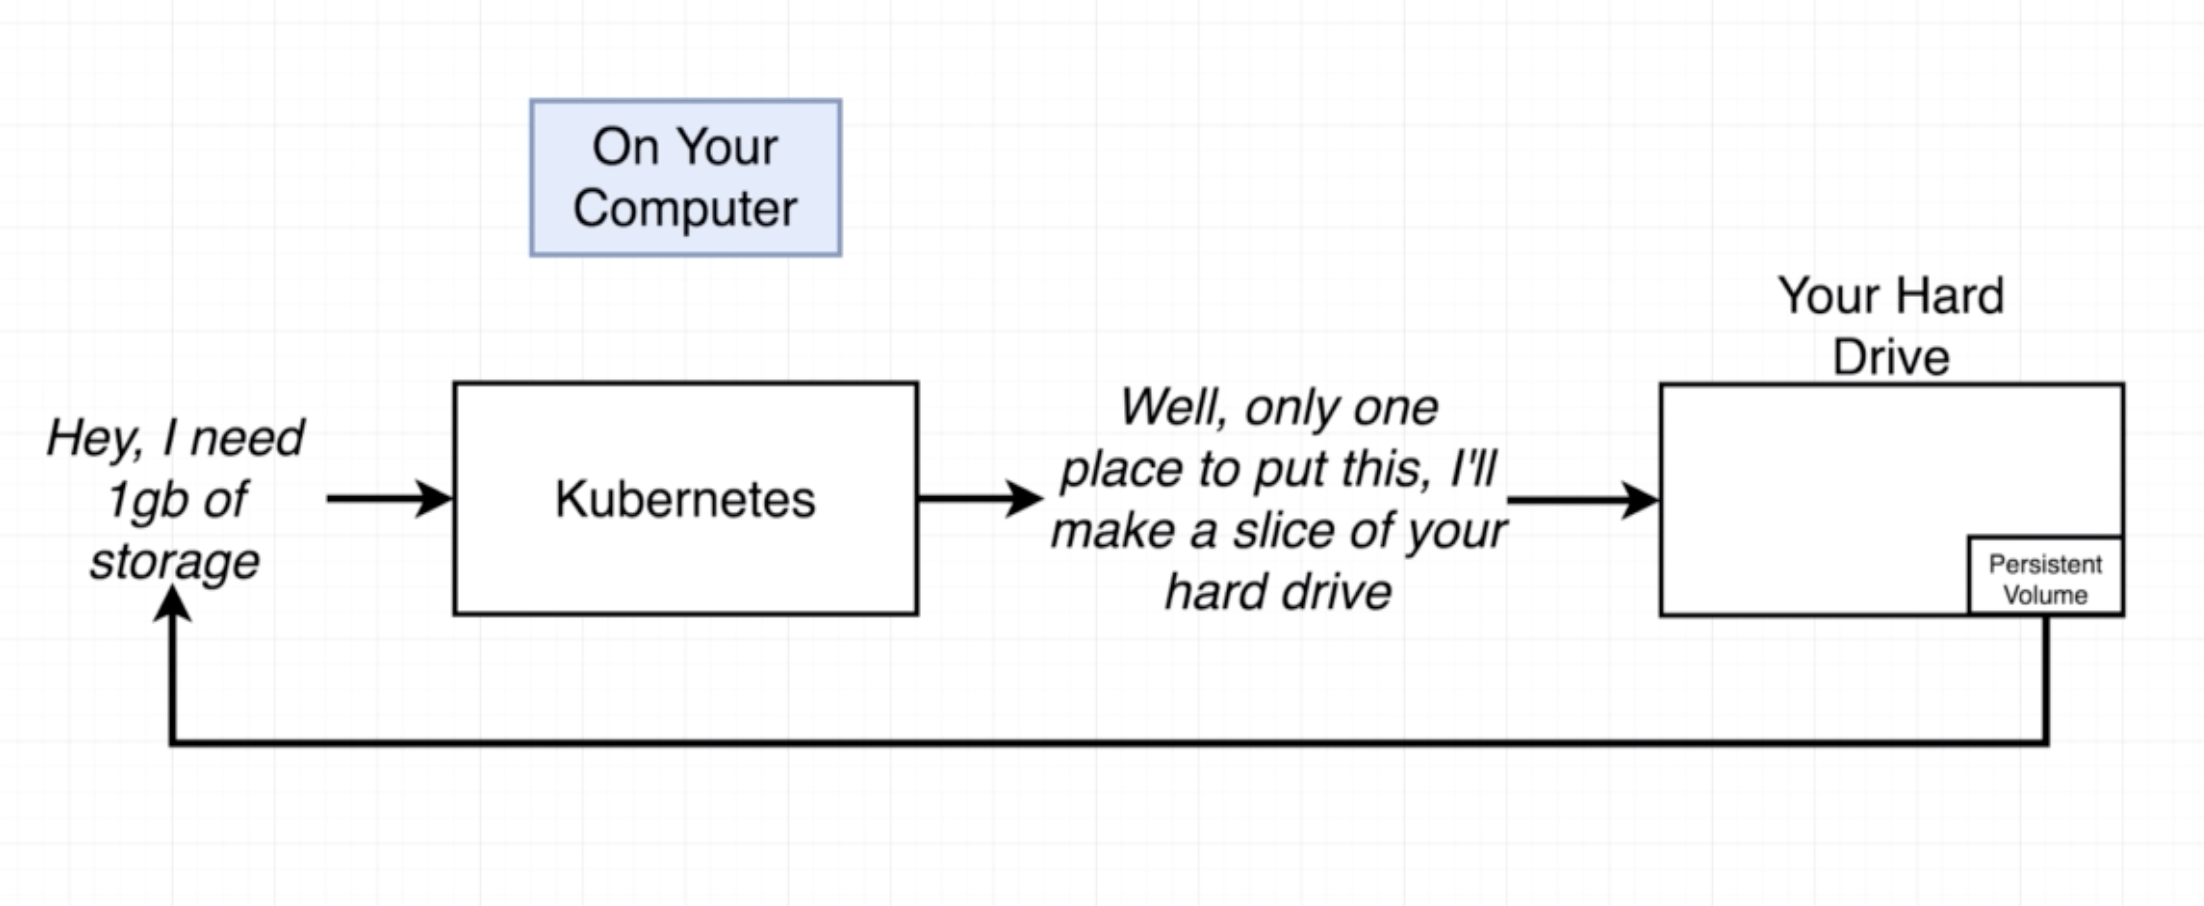 On Your
Computer
Your Hard
Drive
Hey, I need
1gb of
storage
Kubernetes
Well, only one
place to put this, I'll
make a slice of your
hard drive
Persistent
Volume